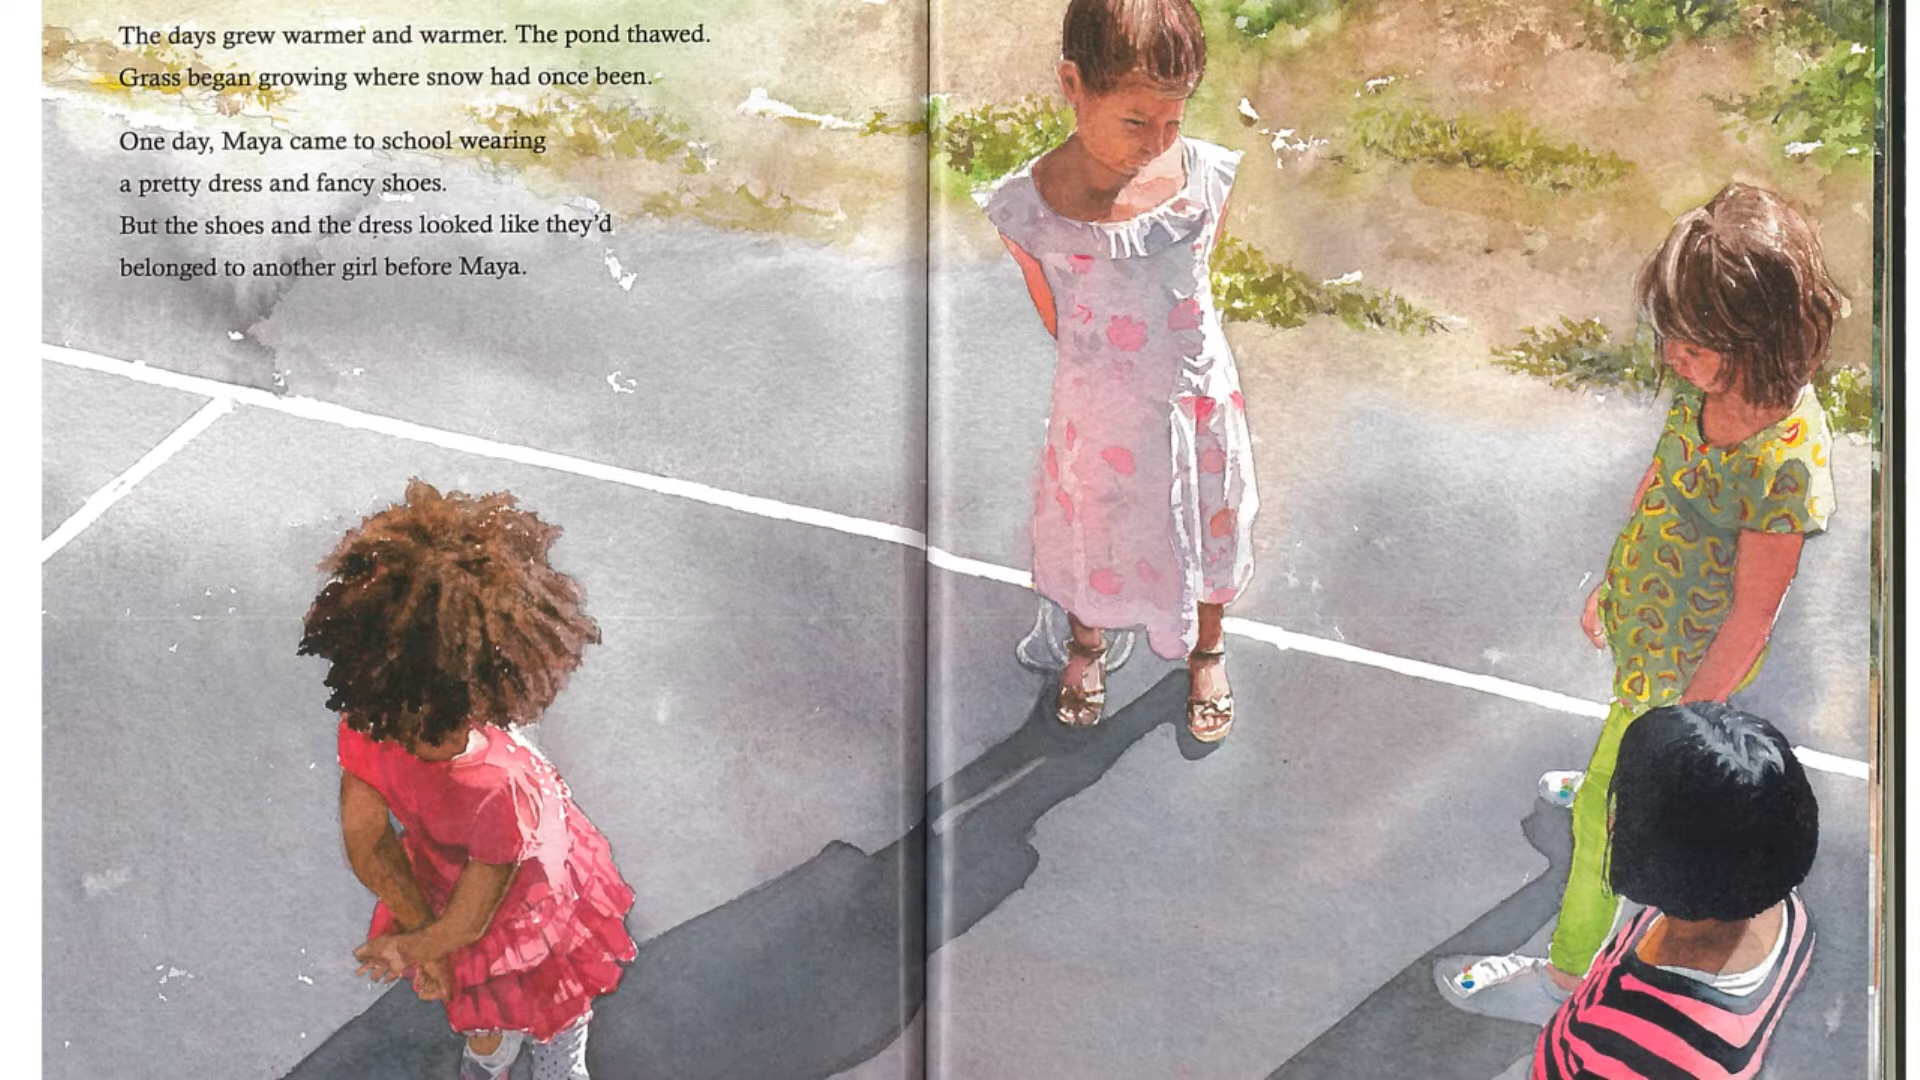 The days grew warmer and warmer. The pond thawed.
Grass began growing where snow had once been.
One day, Maya came to school wearing
a pretty dress and fancy shoes.
But the shoes and the dress looked like they’d
belonged to another girl before Maya.